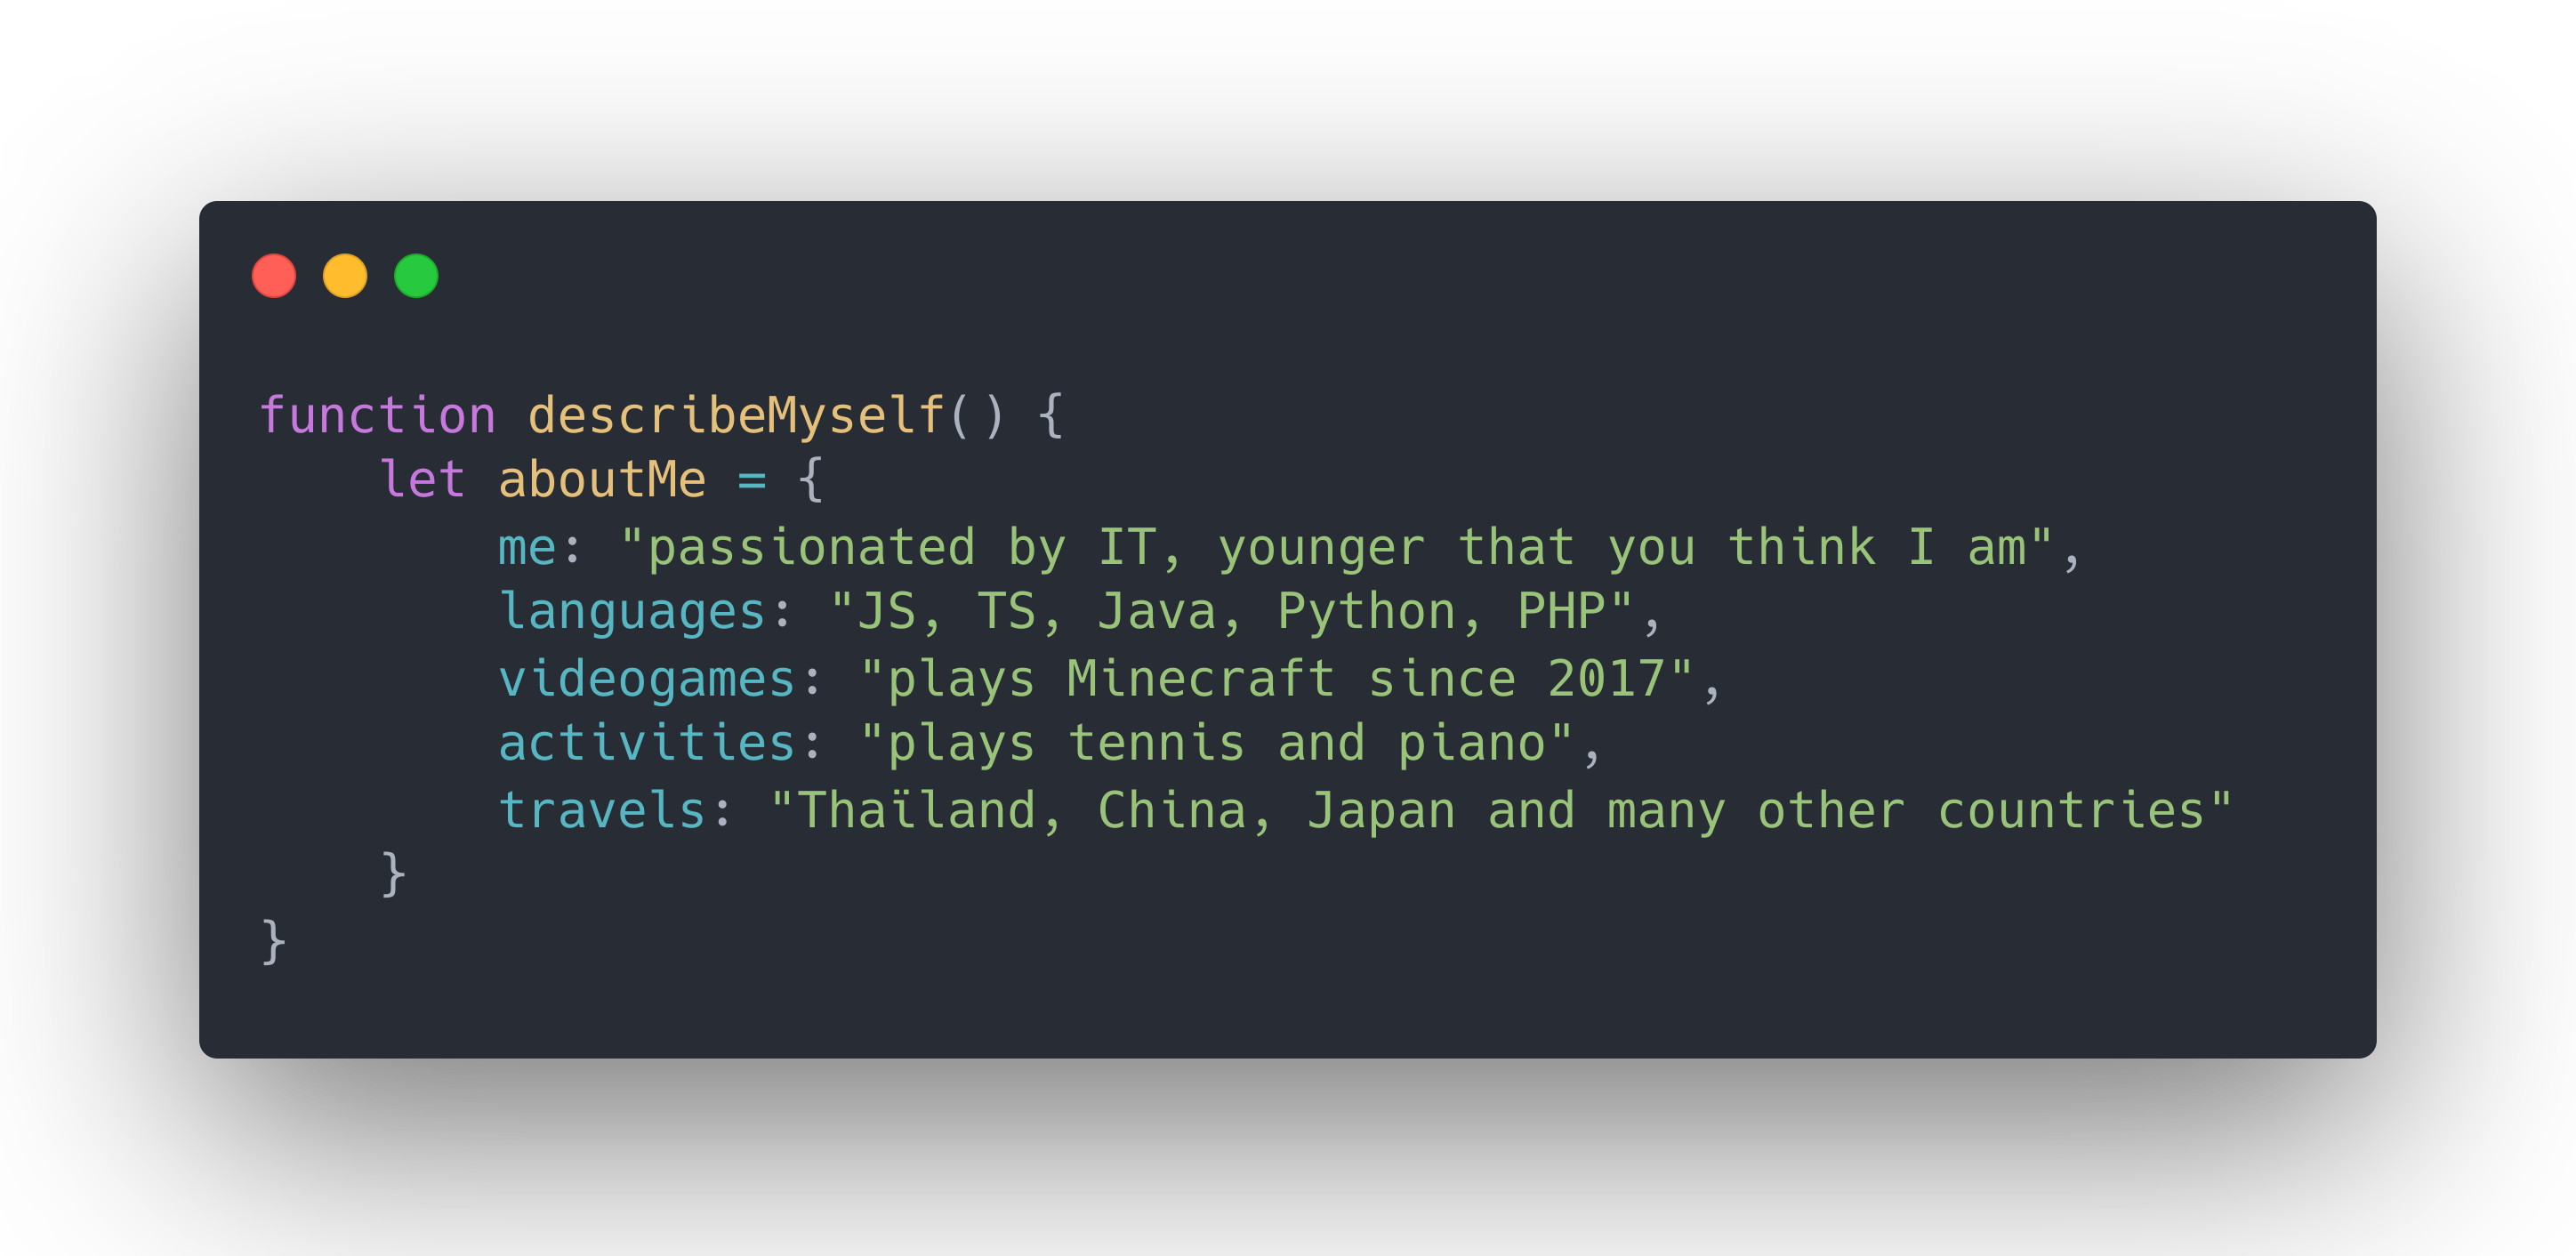 function describeMyself() {
    let aboutMe = {
        me: "passionated by IT, younger that you think I am",
        languages: "JS, TS, Java, Python, PHP",
        videogames: "plays Minecraft since 2017",
        activities: "plays tennis and piano",
        travels: "Thaïland, China, Japan and many other countries"
    }
}